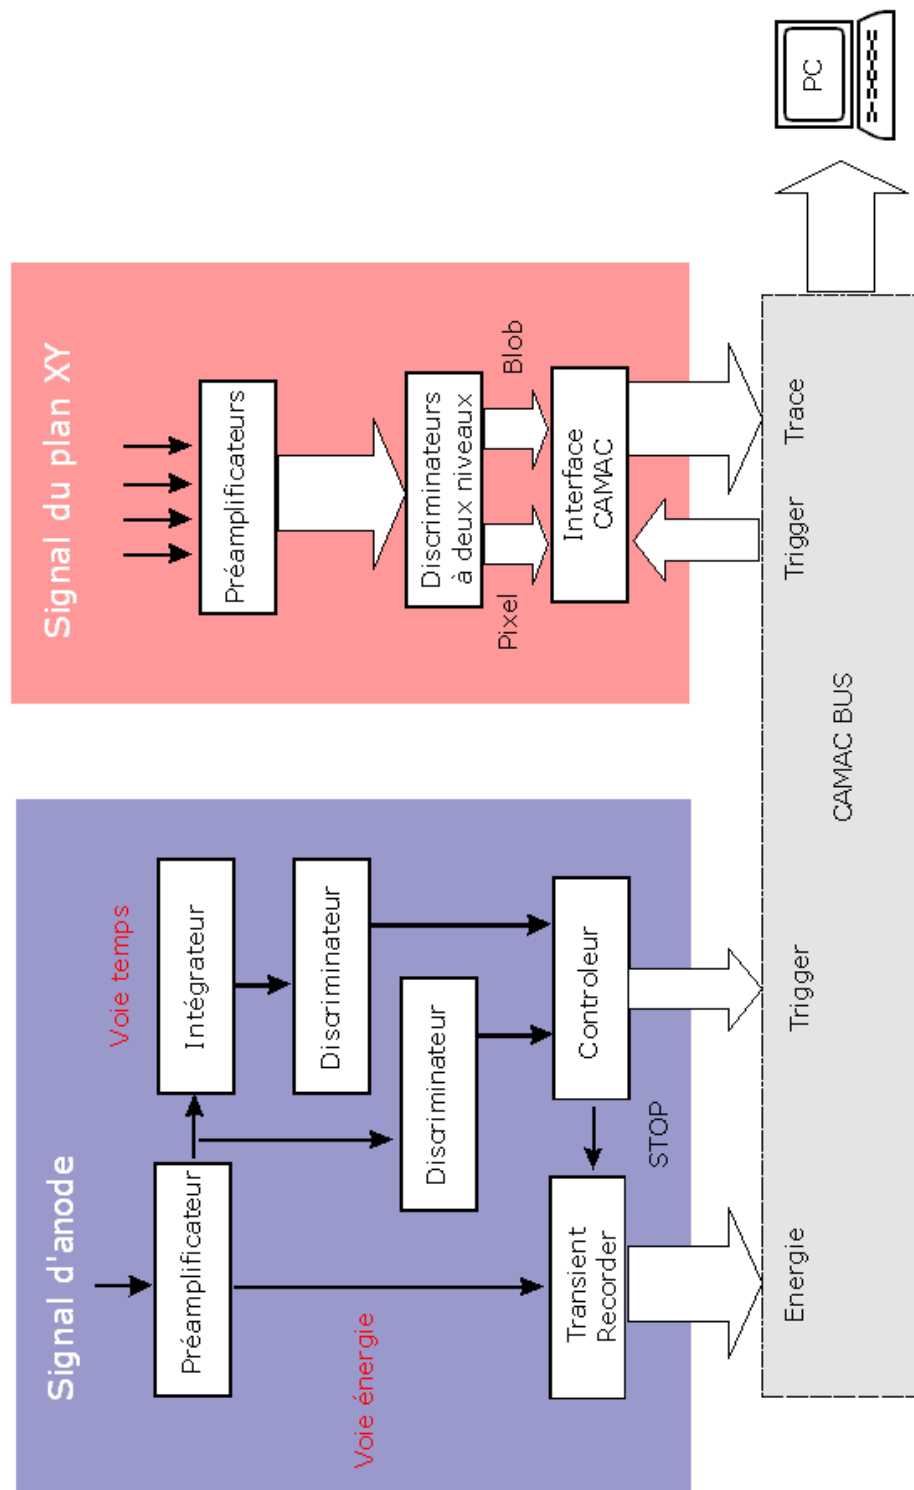 Signal d'anode
Préamplificateur
Voie énergie
Voie temps
Intégrateur
Discriminateur
Discriminateur
Transient
Recorder
STOP
Controleur
Signal du plan XY
Préamplificateurs
Discriminateurs
à deux niveaux
Pixel
Blob
Interface
CAMAC
Energie
Trigger
Trigger
Trace
CAMAC BUS
PC